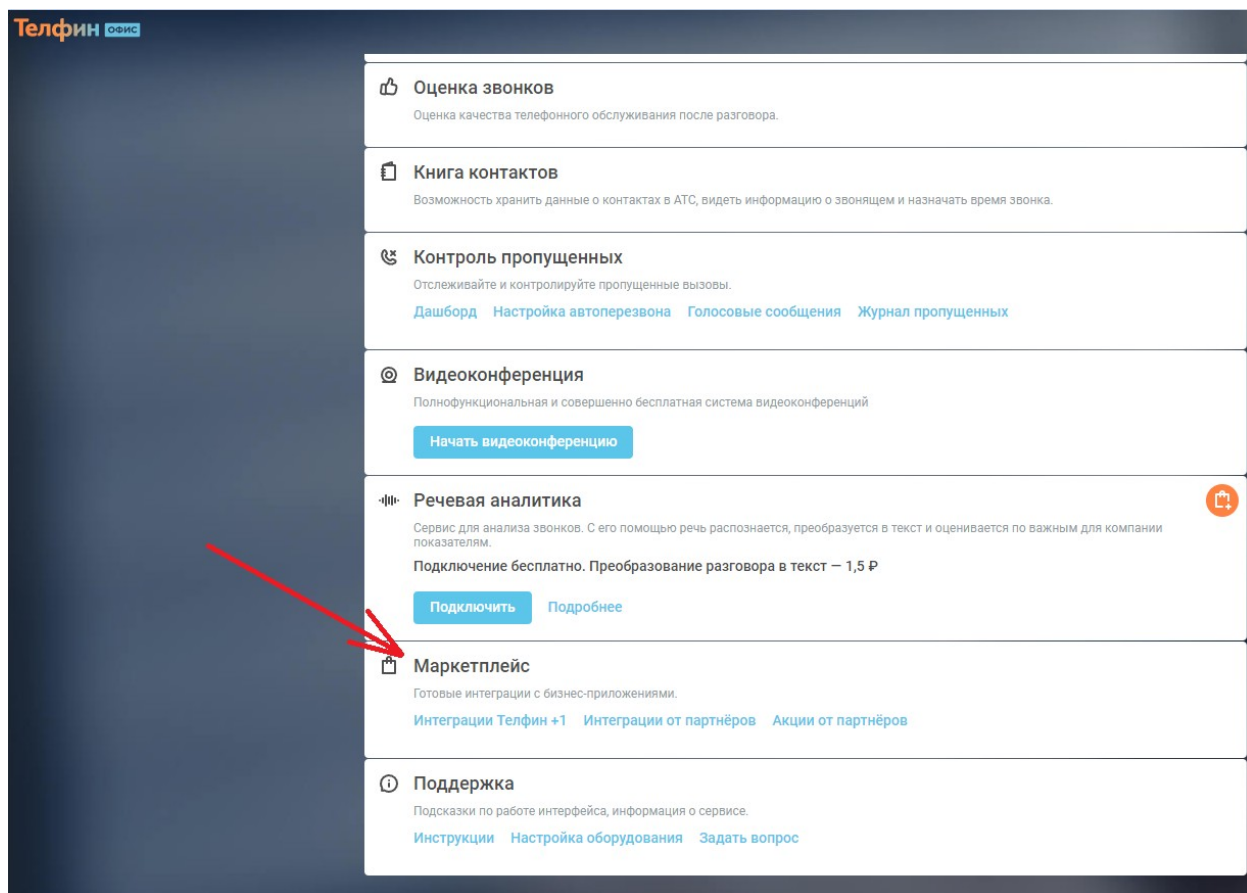 Телфин ОФИС
Оценка звонков
Оценка качества телефонного обслуживания после разговора.
Книга контактов
Возможность хранить данные о контактах в АТС, видеть информацию о звонящем и назначать время звонка.
Контроль пропущенных
Отслеживайте и контролируйте пропущенные вызовы.
Дашборд Настройка автоперезвона Голосовые сообщения Журнал пропущенных
Видеоконференция
Полнофункциональная и совершенно бесплатная система видеоконференций
Начать видеоконференцию
Речевая аналитика
Сервис для анализа звонков. С его помощью речь распознается, преобразуется в текст и оценивается по важным для компании
показателям.
Подключение бесплатно. Преобразование разговора в текст — 1,5 ₽
Подключить Подробнее
Маркетплейс
Готовые интеграции с бизнес-приложениями.
Интеграции Телфин +1 Интеграции от партнёров Акции от партнёров
Поддержка
Подсказки по работе интерфейса, информация о сервисе.
Инструкции Настройка оборудования Задать вопрос